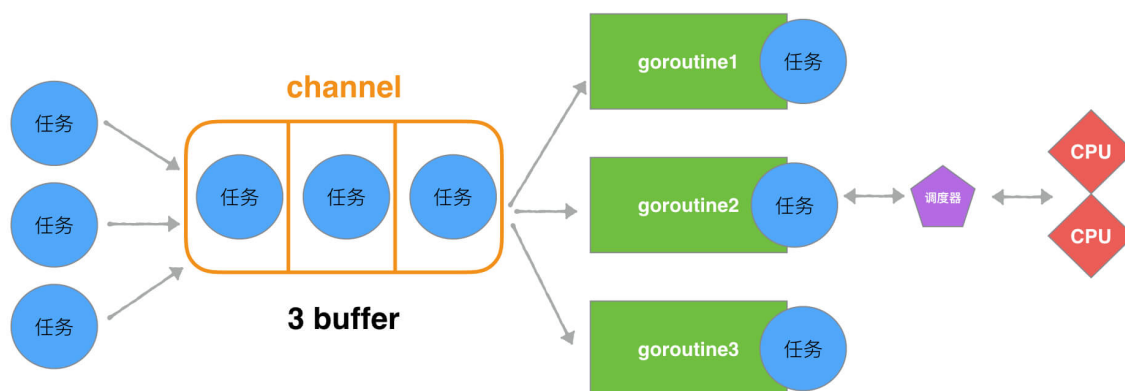 任务
任务
任务
channel
任务
任务
任务
3 buffer
goroutine1
任务
goroutine2
任务
goroutine3
任务
调度器
CPU
CPU